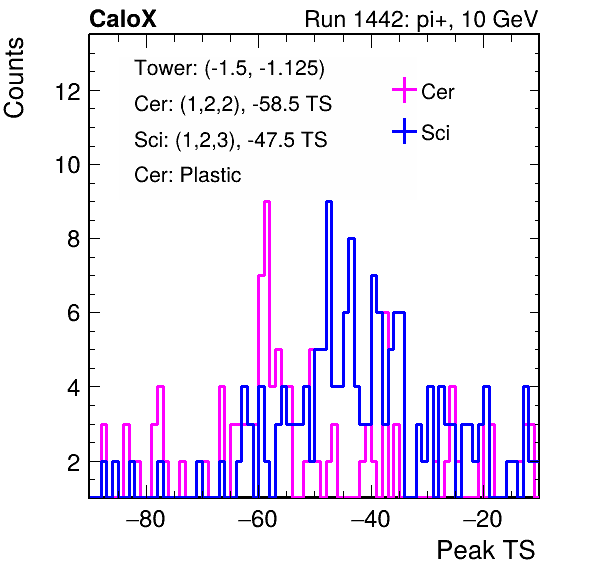 CaloX Run 1442: pi+, 10 GeV
Counts
Tower: (-1.5, -1.125)
Cer: (1,2,2), -58.5 TS
Sci: (1,2,3), -47.5 TS
Cer: Plastic
Cer
Sci
12
10
8
6
4
2
−80 −60 −40 −20
Peak TS